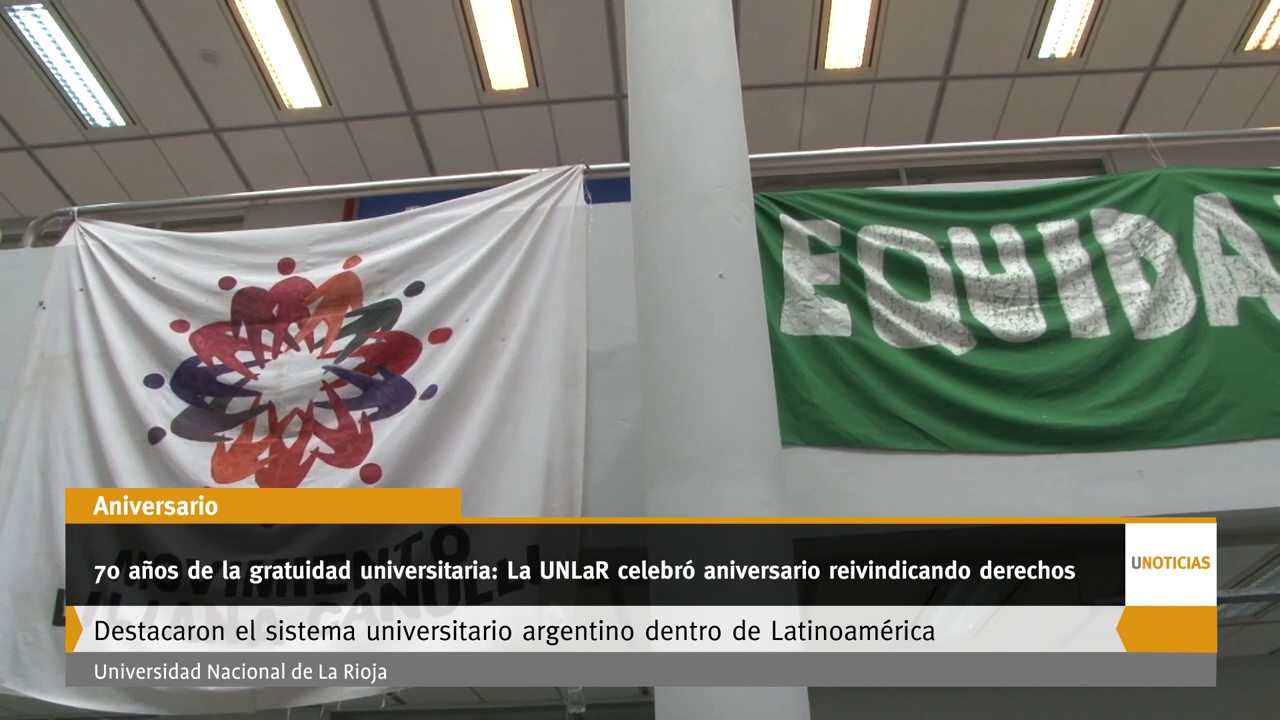 EQUIDA
Aniversario
70 años de la gratuidad universitaria: La UNLaR celebró aniversario reivindicando derechos
UNOTICIAS
MOVIMIENTO
Destacaron el sistema universitario argentino dentro de Latinoamérica
Universidad Nacional de La Rioja